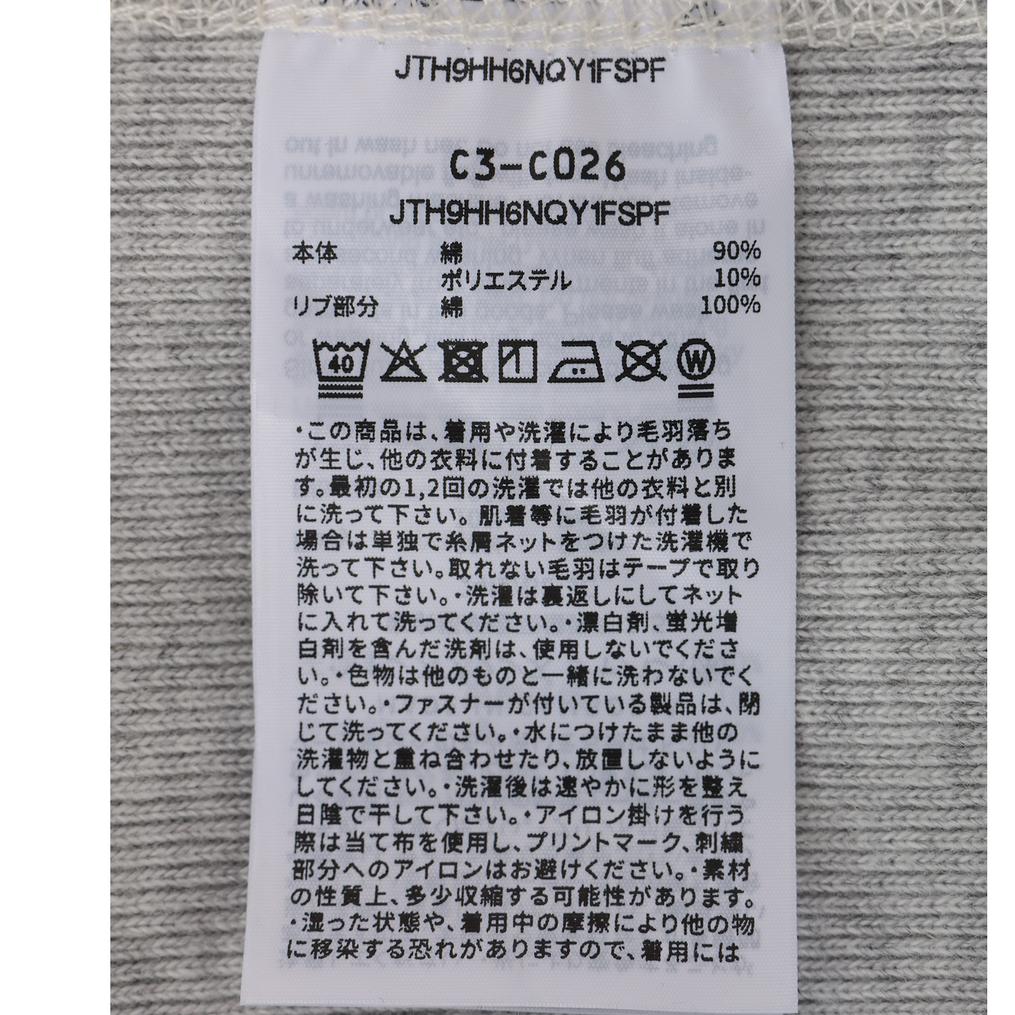 JTH9HH6NQY1FSPF
C3-C026
JTH9HH6NQY1FSPF
本体 綿 90%
ポリエステル 10%
リブ部分 綿 100%
40 W
・この商品は、着用や洗濯により毛羽落ち
が生じ、他の衣料に付着することがありま
す。最初の1,2回の洗濯では他の衣料と別
に洗って下さい。肌着等に毛羽が付着した
場合は単独で糸屑ネットをつけた洗濯機で
洗って下さい。取れない毛羽はテープで取り
除いて下さい。・洗濯は裏返しにしてネット
に入れて洗ってください。・漂白剤、蛍光増
白剤を含んだ洗剤は、使用しないでくださ
い。・色物は他のものと一緒に洗わないでく
ださい。・ファスナーが付いている製品は、閉
じて洗ってください。・水につけたまま他の
洗濯物と重ね合わせたり、放置しないように
してください。・洗濯後は速やかに形を整え
日陰で干して下さい。・アイロン掛けを行う
際は当て布を使用し、プリントマーク、刺繍
部分へのアイロンはお避けください。・素材
の性質上、多少収縮する可能性があります。
・湿った状態や、着用中の摩擦により他の物
に移染する恐れがありますので、着用には